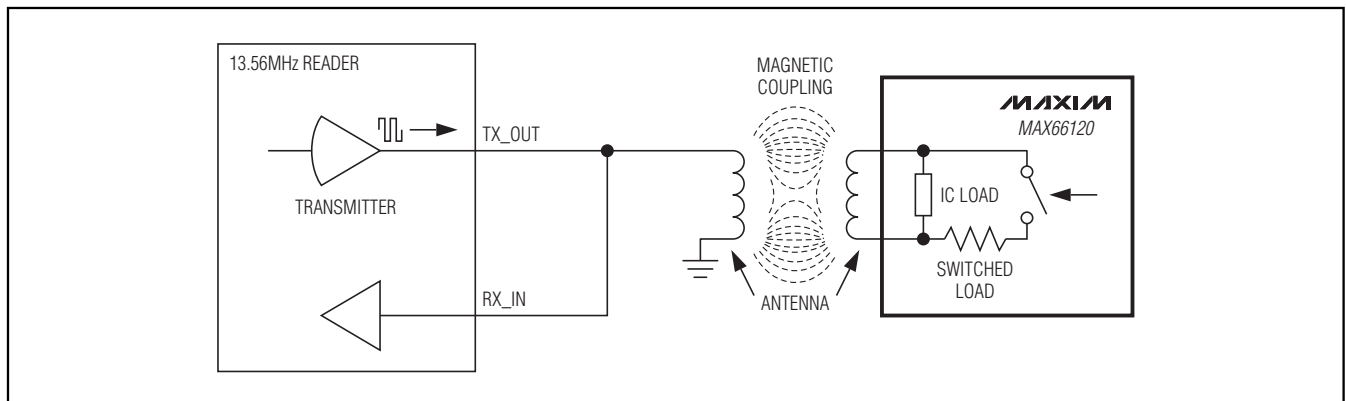 13.56MHz READER
TX_OUT
TRANSMITTER
RX_IN
MAGNETIC
COUPLING
ANTENNA
MAXIM
MAX66120
IC LOAD
SWITCHED
LOAD